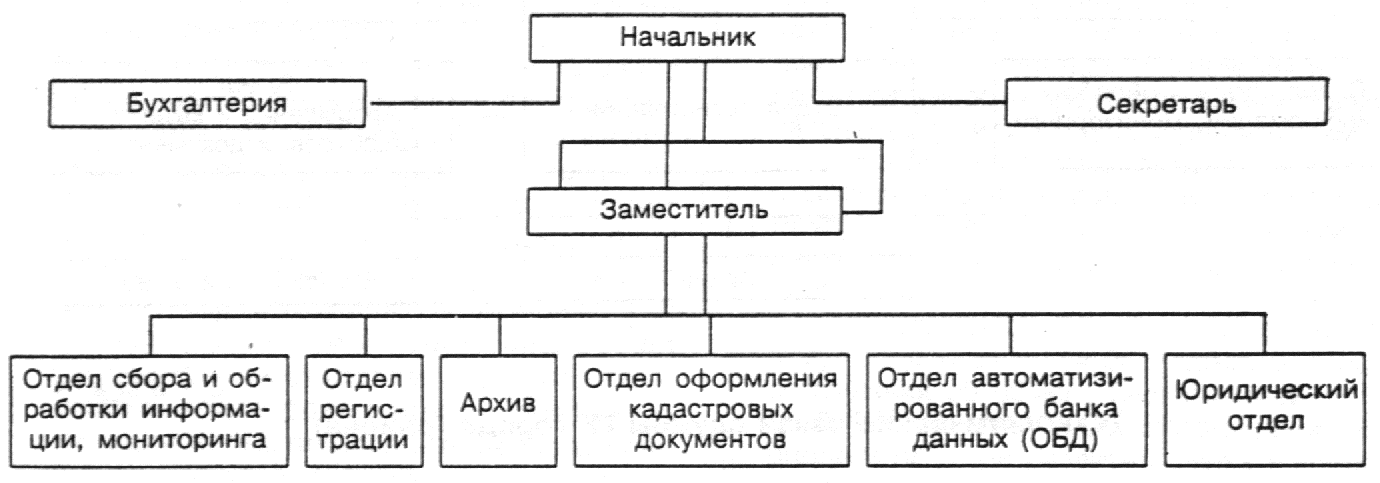 Начальник
Бухгалтерия
Секретарь
Заместитель
Отдел сбора и об-
работки информа-
ции, мониторинга
Отдел
регис-
трации
Архив
Отдел оформления
кадастровых
документов
Отдел автоматизи-
рованного банка
данных (ОБД)
Юридический
отдел